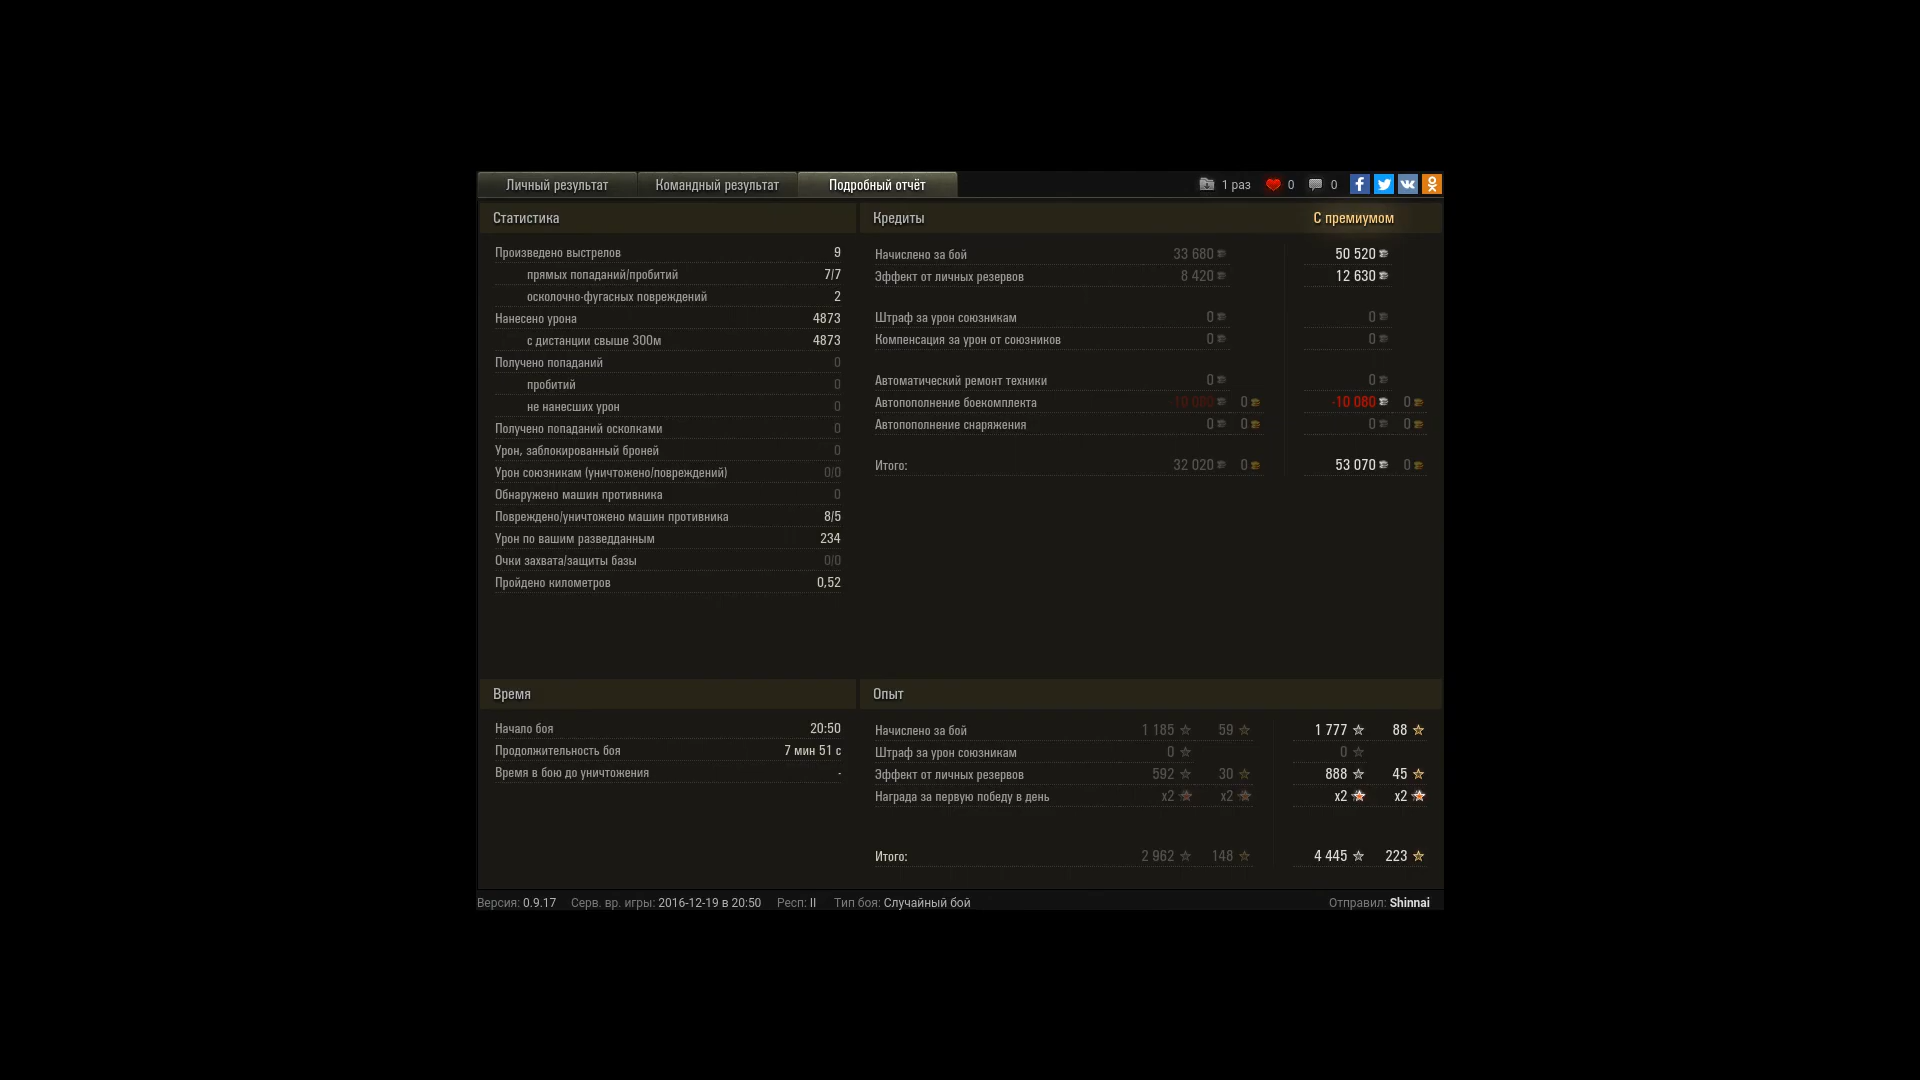 Личный результат Командный результат Подробный отчёт 1 раз 0 0
Статистика
Произведено выстрелов 9
прямых попаданий/пробитий 7/7
осколочно-фугасных повреждений 2
Нанесено урона 4873
с дистанции свыше 300м 4873
Получено попаданий 0
пробитий 0
не нанесших урон 0
Получено попаданий осколками 0
Урон, заблокированный броней 0
Урон союзникам (уничтожено/повреждений) 0/0
Обнаружено машин противника 0
Повреждено/уничтожено машин противника 8/5
Урон по вашим разведданным 234
Очки захвата/защиты базы 0/0
Пройдено километров 0,52
Кредиты С премиумом
Начислено за бой 33 680 50 520
Эффект от личных резервов 8 420 12 630
Штраф за урон союзникам 0 0
Компенсация за урон от союзников 0 0
Автоматический ремонт техники 0 0
Автопополнение боекомплекта -10 080 0 -10 080 0
Автопополнение снаряжения 0 0 0 0
Итого: 32 020 0 53 070 0
Время
Начало боя 20:50
Продолжительность боя 7 мин 51 с
Время в бою до уничтожения -
Опыт
Начислено за бой 1 185 59 1 777 88
Штраф за урон союзникам 0 0
Эффект от личных резервов 592 30 888 45
Награда за первую победу в день x2 x2 x2 x2
Итого: 2 962 148 4 445 223
Версия: 0.9.17 Серв. вр. игры: 2016-12-19 в 20:50 Респ: II Тип боя: Случайный бой Отправил: Shinnai